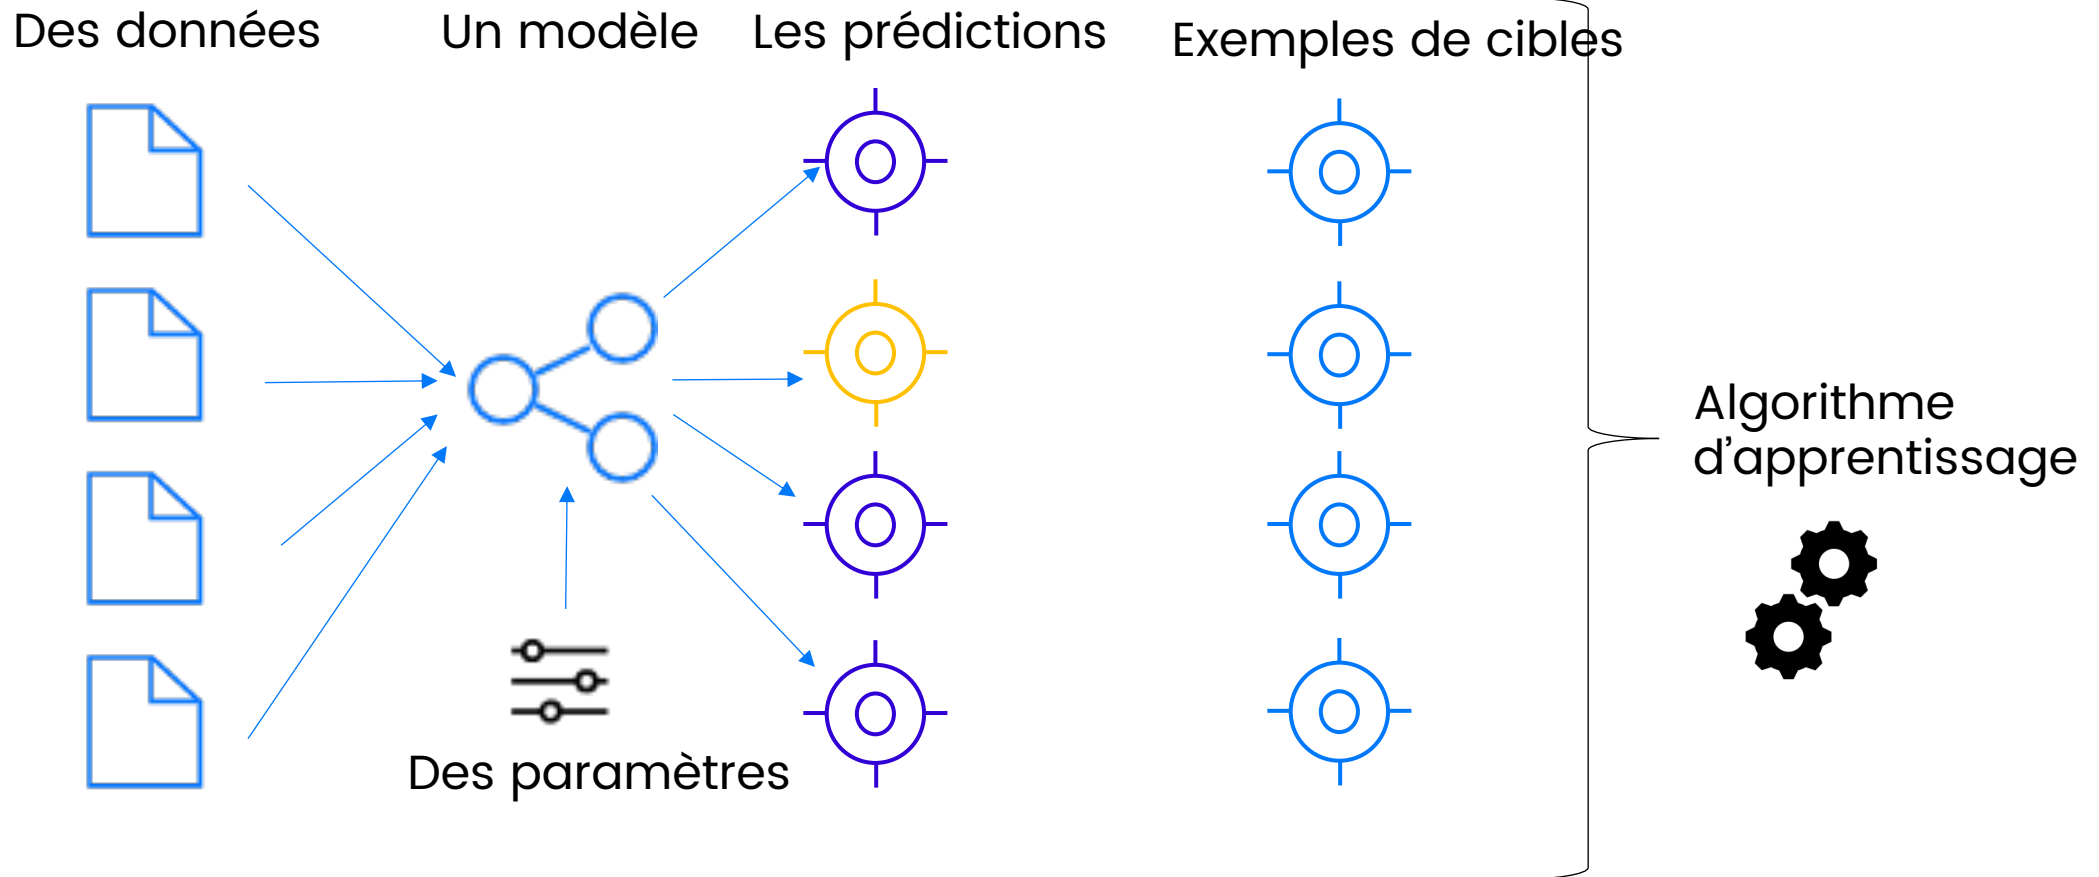 Des données
Un modèle
Les prédictions
Exemples de cibles
Algorithme
d’apprentissage
Des paramètres